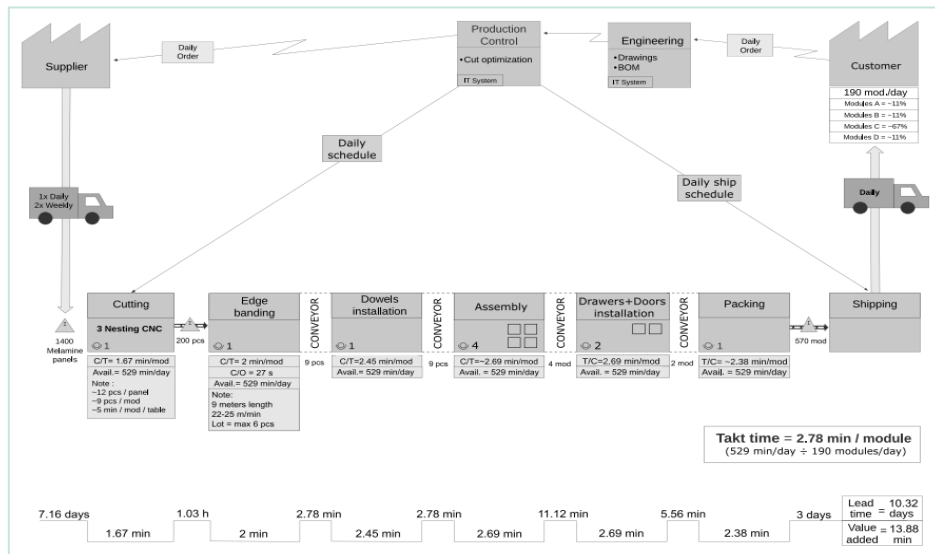 Supplier
Daily
Order
Production
Control
•Cut optimization
IT System
Engineering
•Drawings
•BOM
IT System
Daily
Order
Customer
190 mod./day
Modules A = ~11%
Modules B = ~11%
Modules C = ~67%
Modules D = ~11%
Daily
schedule
Daily ship
schedule
1x Daily
2x Weekly
Daily
1400
Melamine
panels
Cutting
3 Nesting CNC
1
C/T= 1.67 min/mod
Avail.= 529 min/day
Note :
~12 pcs / panel
~9 pcs / mod
~5 min / mod / table
I
200 pcs
Edge
banding
1
C/T= 2 min/mod
C/O = 27 s
Avail.= 529 min/day
Note:
9 meters length
22-25 m/min
Lot = max 6 pcs
CONVEYOR
9 pcs
Dowels
installation
1
C/T=2.45 min/mod
Avail.= 529 min/day
CONVEYOR
9 pcs
Assembly
4
C/T=~2.69 min/mod
Avail.= 529 min/day
CONVEYOR
4 mod
Drawers+Doors
installation
2
T/C=2,69 min/mod
Avail.= 529 min/day
CONVEYOR
2 mod
Packing
1
T/C= ~2.38 min/mod
Avail.= 529 min/day
I
570 mod
Shipping
Takt time = 2.78 min / module
(529 min/day ÷ 190 modules/day)
7.16 days
1.67 min
1.03 h
2 min
2.78 min
2.45 min
2.78 min
2.69 min
11.12 min
2.69 min
5.56 min
2.38 min
3 days
Lead time = 10.32 days
Value added = 13.88 min